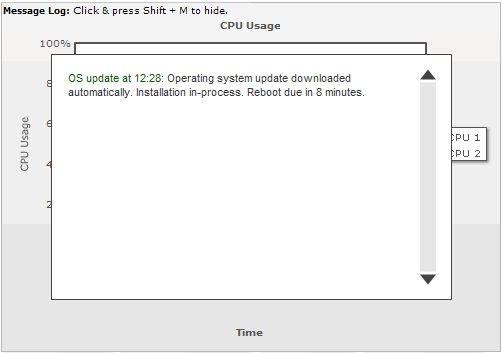 Message Log: Click & press Shift + M to hide.
CPU Usage
100%
OS update at 12:28: Operating system update downloaded
automatically. Installation in-process. Reboot due in 8 minutes.
8
6
4
2
CPU Usage
CPU 1
CPU 2
Time